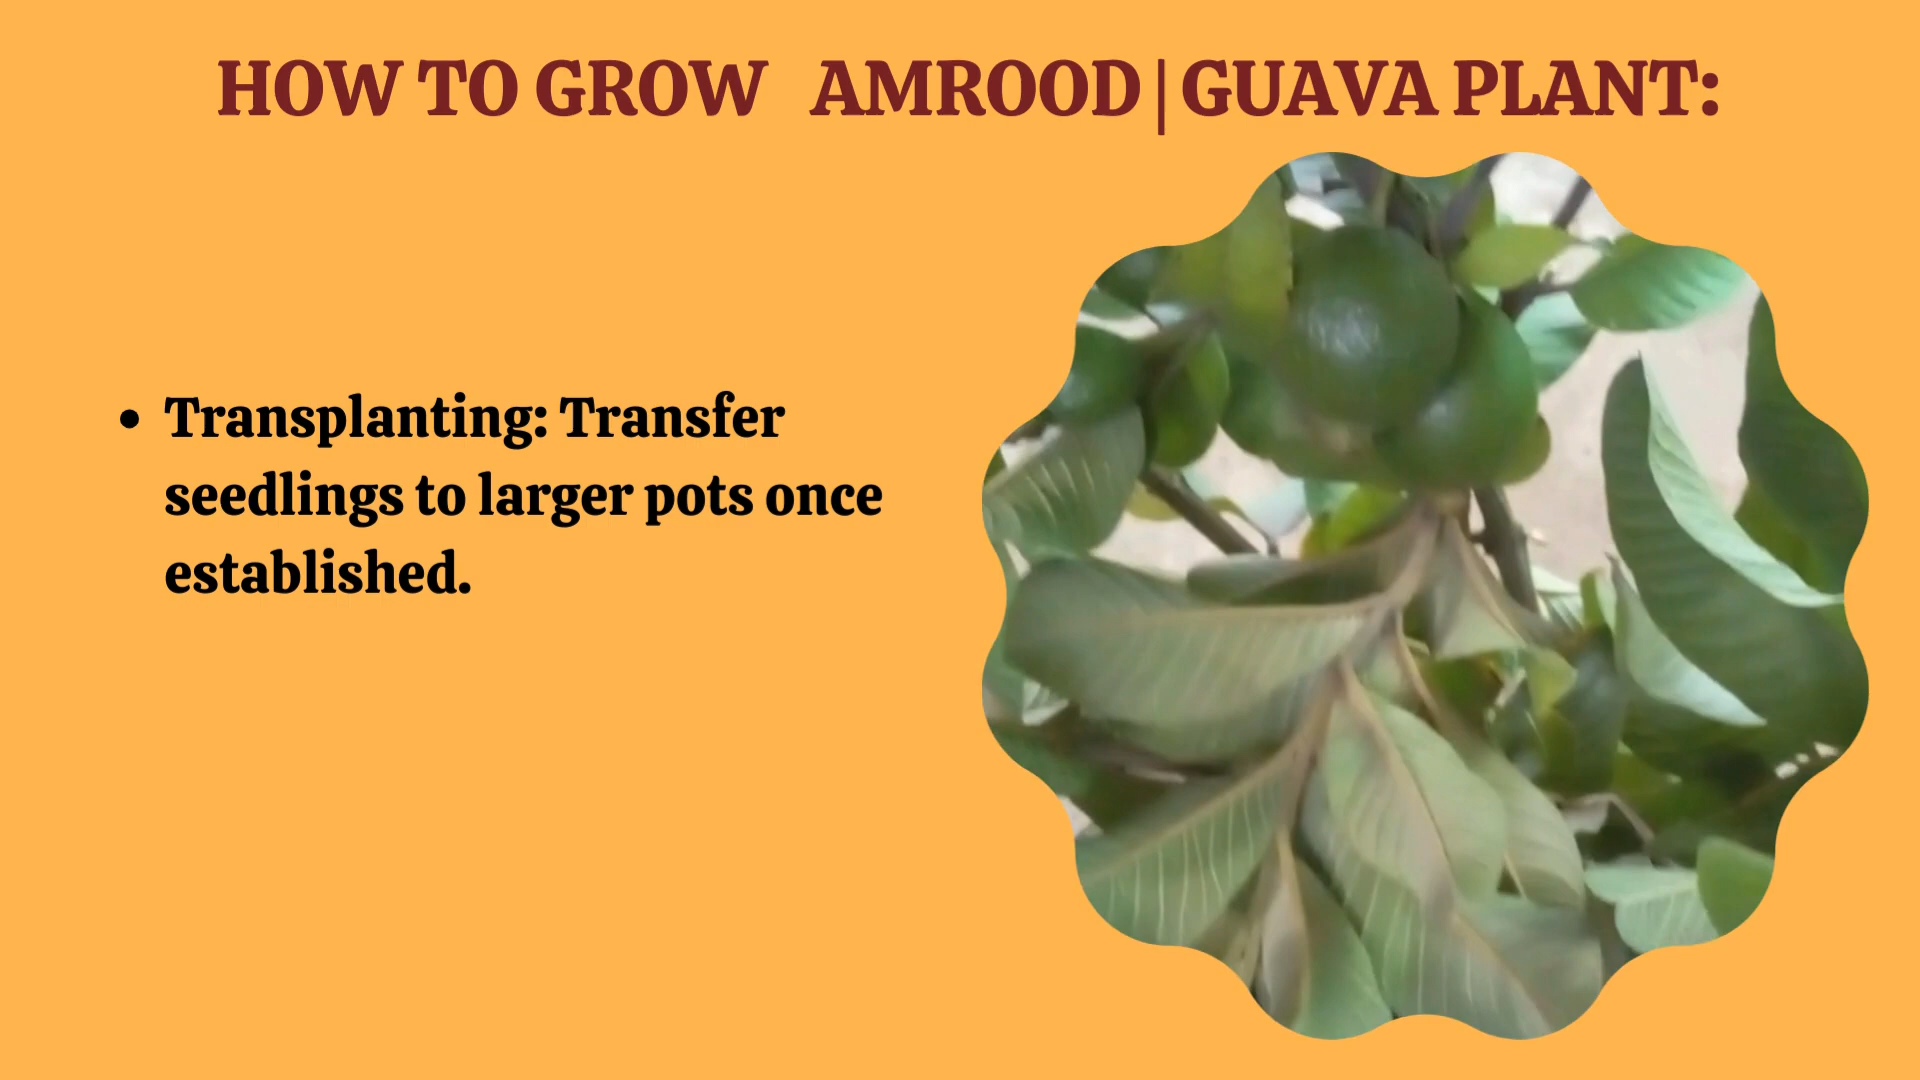 HOW TO GROW AMROOD|GUAVA PLANT:
• Transplanting: Transfer
seedlings to larger pots once
established.